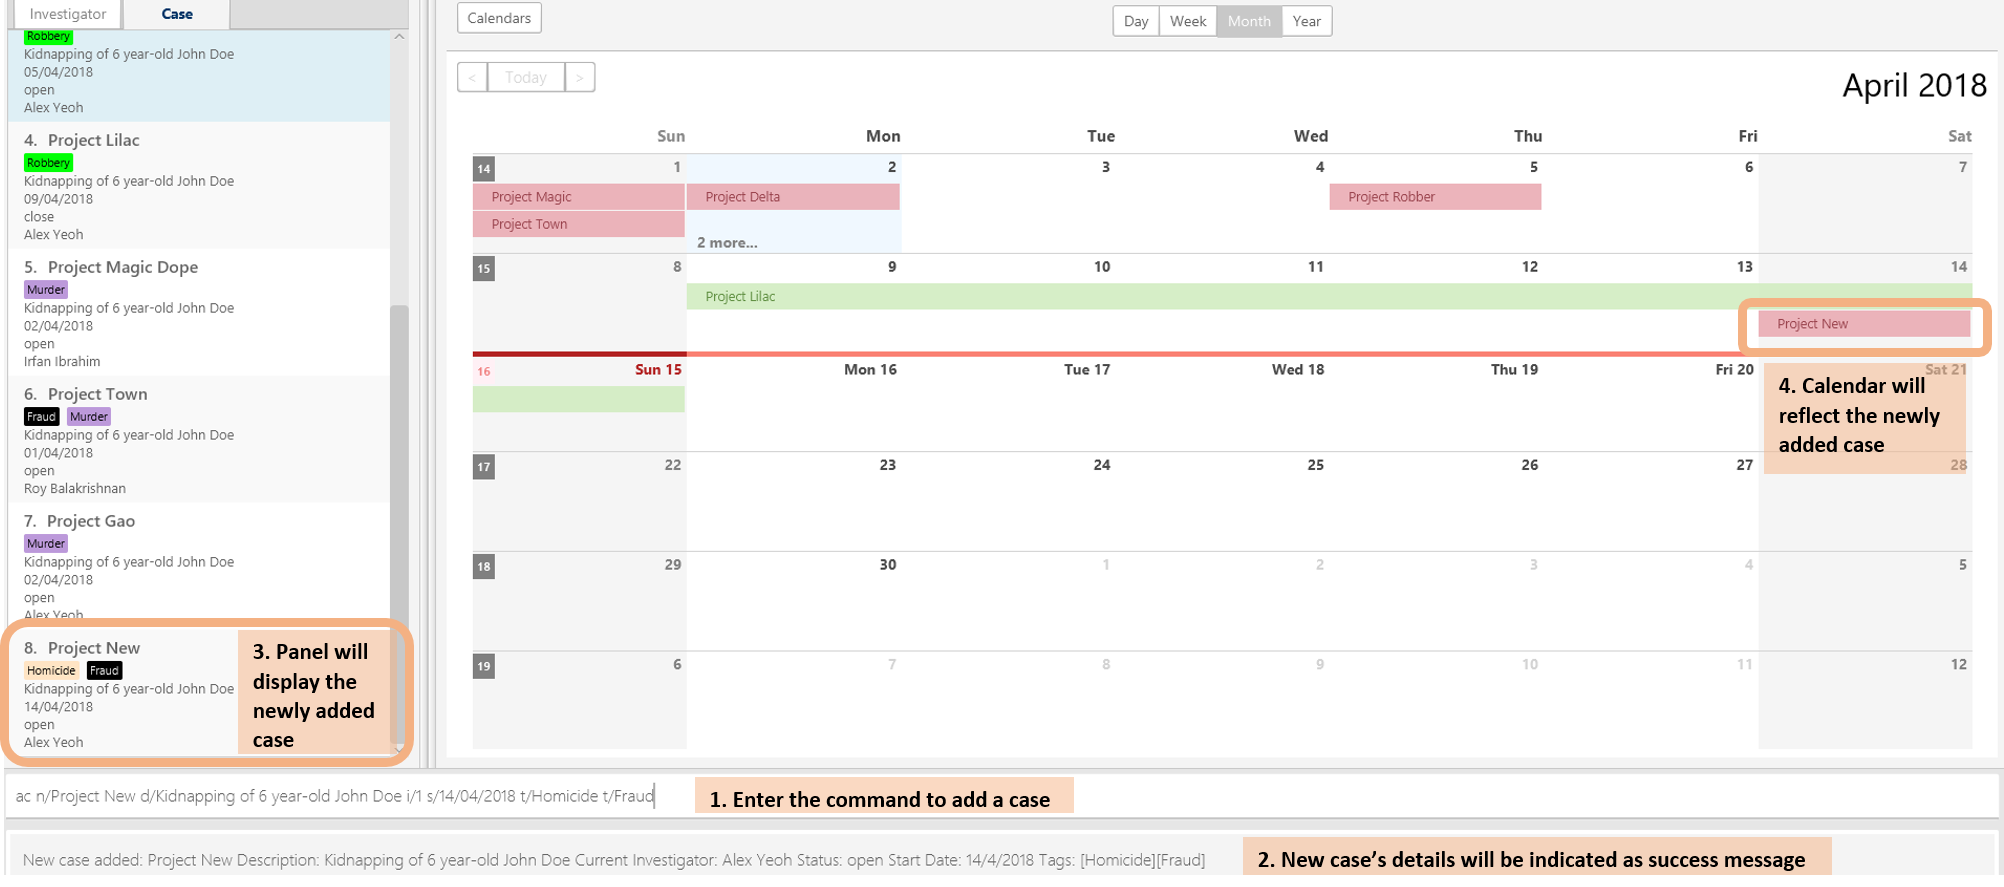 Investigator
Case
Robbery
Kidnapping of 6 year-old John Doe
05/04/2018
open
Alex Yeoh
4. Project Lilac
Robbery
Kidnapping of 6 year-old John Doe
09/04/2018
close
Alex Yeoh
5. Project Magic Dope
Murder
Kidnapping of 6 year-old John Doe
02/04/2018
open
Irfan Ibrahim
6. Project Town
Fraud Murder
Kidnapping of 6 year-old John Doe
01/04/2018
open
Roy Balakrishnan
7. Project Gao
Murder
Kidnapping of 6 year-old John Doe
02/04/2018
open
Alex Yeoh
8. Project New
Homicide Fraud
Kidnapping of 6 year-old John Doe
14/04/2018
open
Alex Yeoh
3. Panel will
display the
newly added
case
Calendars
Day Week Month Year
< Today >
April 2018
Sun Mon Tue Wed Thu Fri Sat
14 1 2 3 4 5 6 7
Project Magic Project Delta Project Robber
Project Town
2 more...
15 8 9 10 11 12 13 14
Project Lilac
Project New
16 Sun 15 Mon 16 Tue 17 Wed 18 Thu 19 Fri 20 Sat 21
4. Calendar will
reflect the newly
added case
17 22 23 24 25 26 27 28
18 29 30 1 2 3 4 5
19 6 7 8 9 10 11 12
ac n/Project New d/Kidnapping of 6 year-old John Doe i/1 s/14/04/2018 t/Homicide t/Fraud
1. Enter the command to add a case
New case added: Project New Description: Kidnapping of 6 year-old John Doe Current Investigator: Alex Yeoh Status: open Start Date: 14/4/2018 Tags: [Homicide][Fraud]
2. New case's details will be indicated as success message